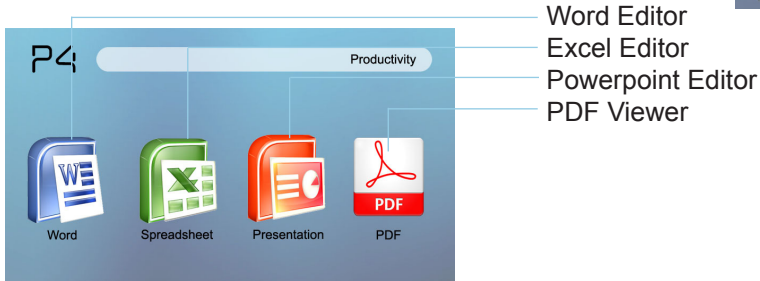 Word Editor
Excel Editor
Powerpoint Editor
PDF Viewer
P4
Productivity
W
X
PDF
Word
Spreadsheet
Presentation
PDF